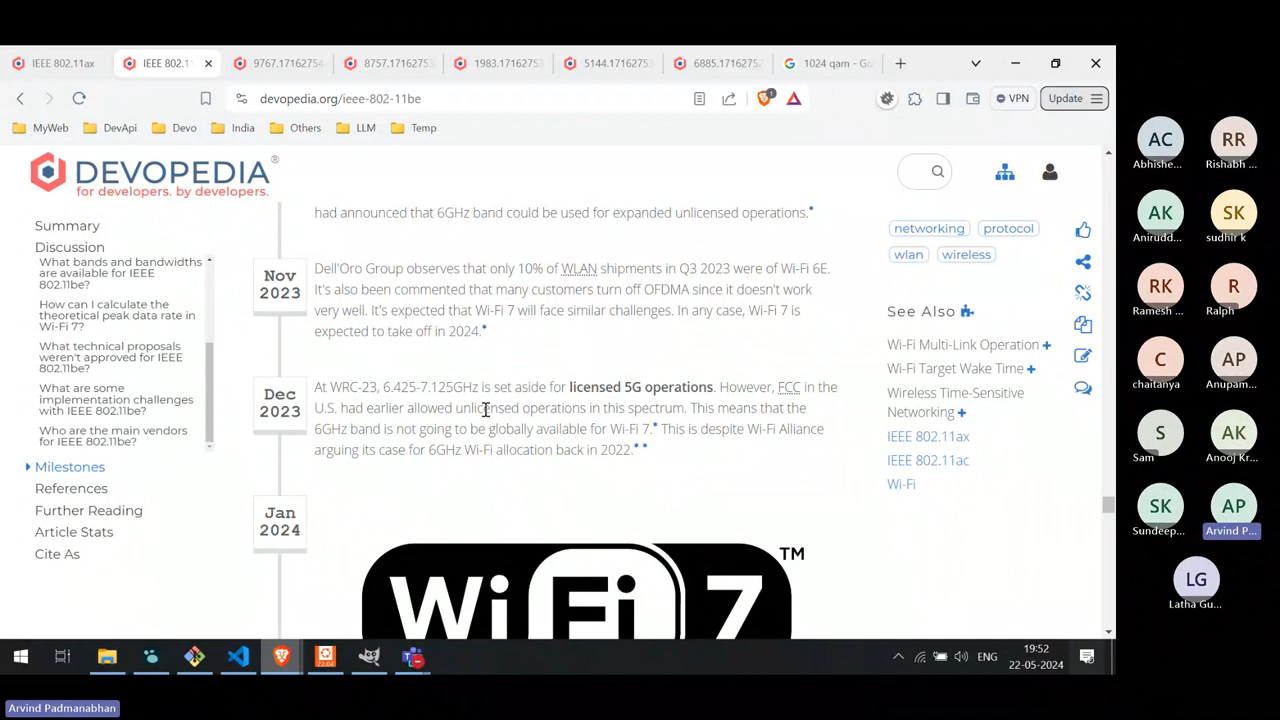 IEEE 802.11ax
IEEE 802.11
9767.17162754
8757.17162753
1983.17162753
5144.17162753
6885.17162752
1024 qam - Go
devopedia.org/ieee-802-11be
1
VPN
Update
MyWeb
DevApi
Devo
India
Others
LLM
Temp
DEVOPEDIA®
for developers. by developers.
Summary
Discussion
What bands and bandwidths
are available for IEEE
802.11be?
How can I calculate the
theoretical peak data rate in
Wi-Fi 7?
What technical proposals
weren't approved for IEEE
802.11be?
What are some
implementation challenges
with IEEE 802.11be?
Who are the main vendors
for IEEE 802.11be?
Milestones
References
Further Reading
Article Stats
Cite As
had announced that 6GHz band could be used for expanded unlicensed operations.*
Nov
2023
Dell'Oro Group observes that only 10% of WLAN shipments in Q3 2023 were of Wi-Fi 6E.
It's also been commented that many customers turn off OFDMA since it doesn't work
very well. It's expected that Wi-Fi 7 will face similar challenges. In any case, Wi-Fi 7 is
expected to take off in 2024.*
Dec
2023
At WRC-23, 6.425-7.125GHz is set aside for licensed 5G operations. However, FCC in the
U.S. had earlier allowed unlicensed operations in this spectrum. This means that the
6GHz band is not going to be globally available for Wi-Fi 7.* This is despite Wi-Fi Alliance
arguing its case for 6GHz Wi-Fi allocation back in 2022.* *
Jan
2024
WiFi 7 ™
networking
protocol
wlan
wireless
See Also
Wi-Fi Multi-Link Operation +
Wi-Fi Target Wake Time +
Wireless Time-Sensitive
Networking +
IEEE 802.11ax
IEEE 802.11ac
Wi-Fi
22.04
ENG
19:52
22-05-2024
AC
Abhishe...
RR
Rishabh ...
AK
Anirudd...
SK
sudhir k
RK
Ramesh ...
R
Ralph
C
chaitanya
AP
Anupam...
S
Sam
AK
Anooj Kr...
SK
Sundeep...
AP
Arvind P...
LG
Latha Gu...
Arvind Padmanabhan